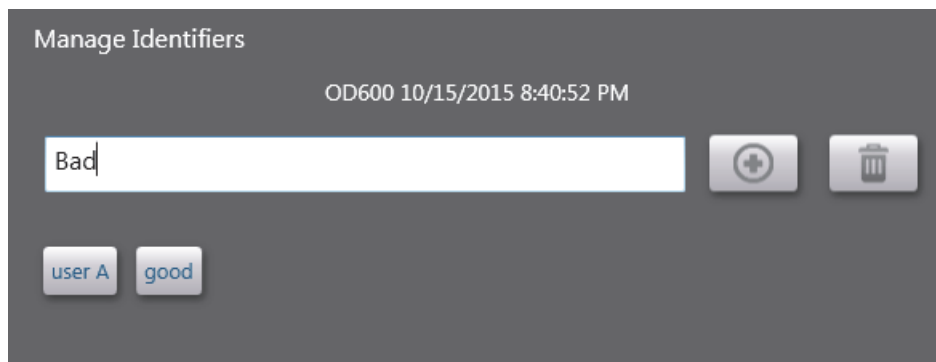 Manage Identifiers
OD600 10/15/2015 8:40:52 PM
Bad
user A good